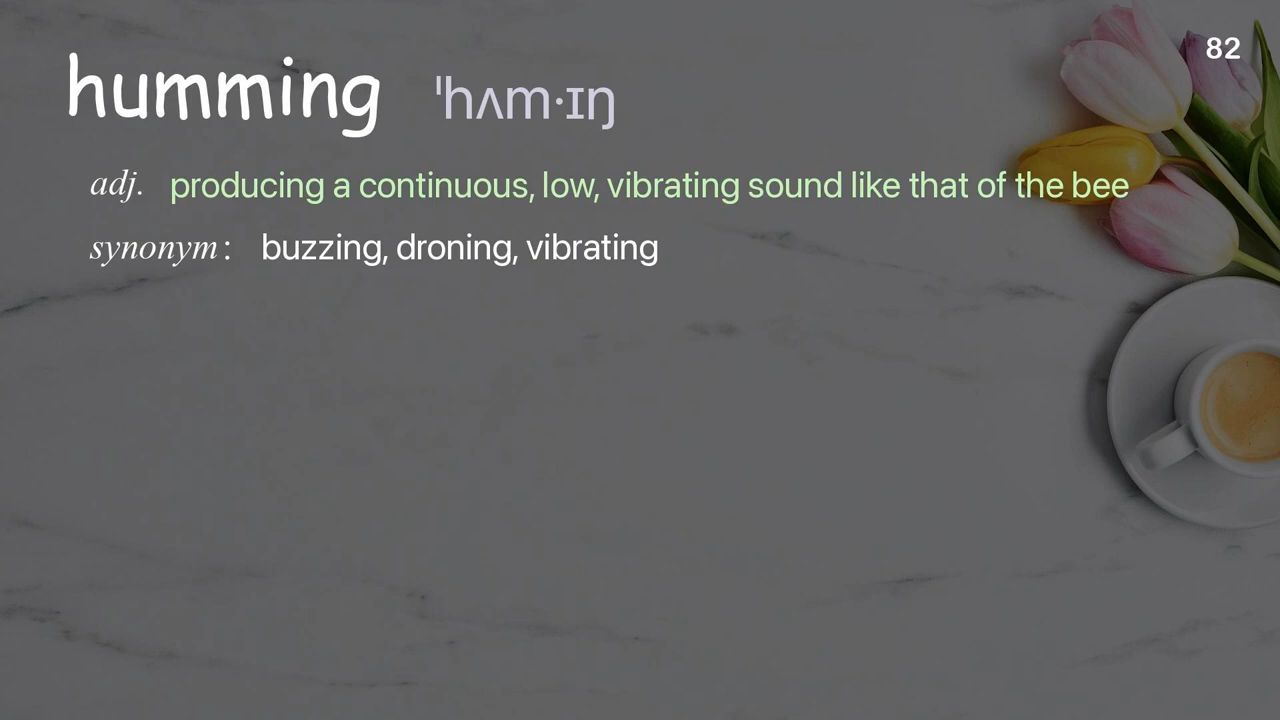 82
humming ˈhʌm·ɪŋ
adj. producing a continuous, low, vibrating sound like that of the bee
synonym: buzzing, droning, vibrating